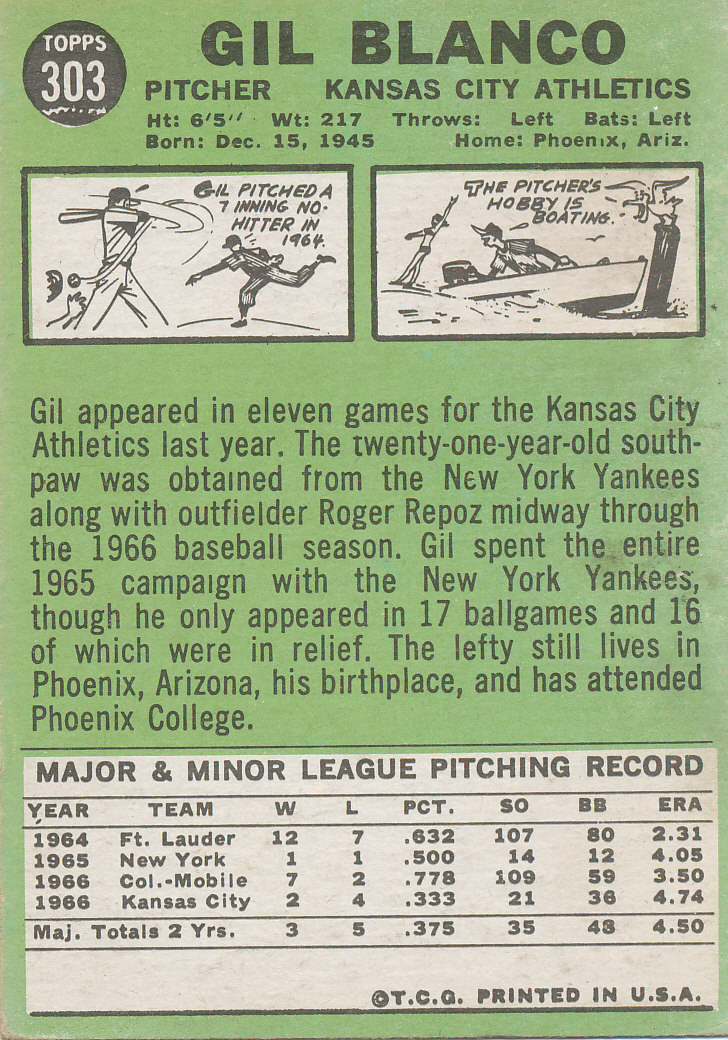 TOPPS
303
GIL BLANCO
PITCHER KANSAS CITY ATHLETICS
Ht: 6'5" Wt: 217 Throws: Left Bats: Left
Born: Dec. 15, 1945 Home: Phoenix, Ariz.
GIL PITCHED A
7 INNING NO-
HITTER IN
1964.
THE PITCHER'S
HOBBY IS
BOATING.
Gil appeared in eleven games for the Kansas City
Athletics last year. The twenty-one-year-old south-
paw was obtained from the New York Yankees
along with outfielder Roger Repoz midway through
the 1966 baseball season. Gil spent the entire
1965 campaign with the New York Yankees,
though he only appeared in 17 ballgames and 16
of which were in relief. The lefty still lives in
Phoenix, Arizona, his birthplace, and has attended
Phoenix College.
MAJOR & MINOR LEAGUE PITCHING RECORD
YEAR TEAM W L PCT. SO BB ERA
1964 Ft. Lauder 12 7 .632 107 80 2.31
1965 New York 1 1 .500 14 12 4.05
1966 Col.-Mobile 7 2 .778 109 59 3.50
1966 Kansas City 2 4 .333 21 36 4.74
Maj. Totals 2 Yrs. 3 5 .375 35 48 4.50
©T.C.G. PRINTED IN U.S.A.